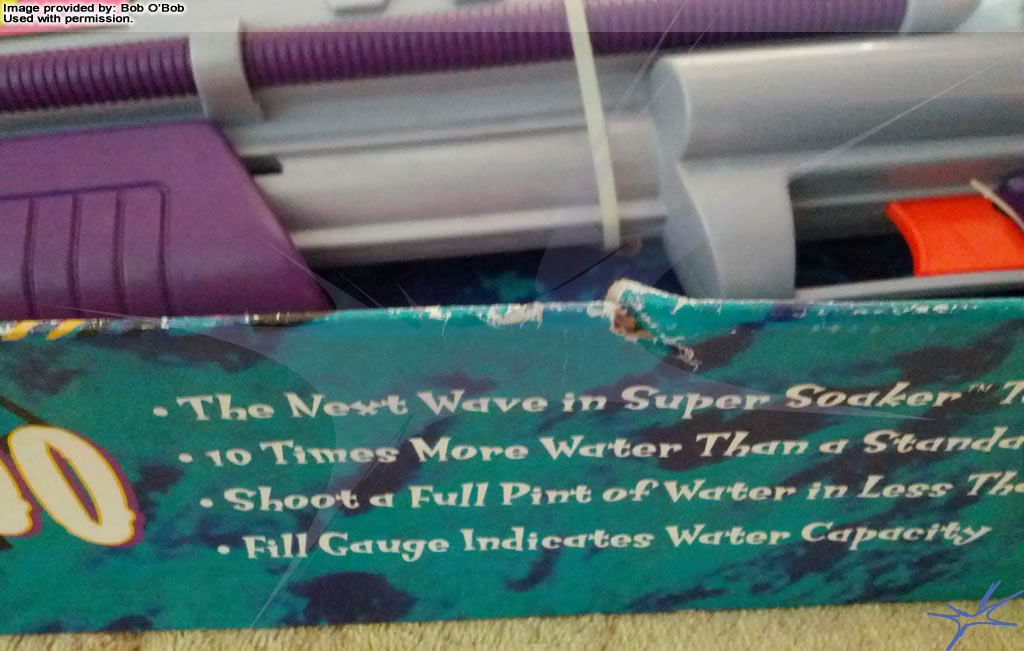 Image provided by: Bob O'Bob
Used with permission.
• The Next Wave in Super Soaker™
• 10 Times More Water Than a
• Shoot a Full Pint of Water in Less
• Fill Gauge Indicates Water Capacity